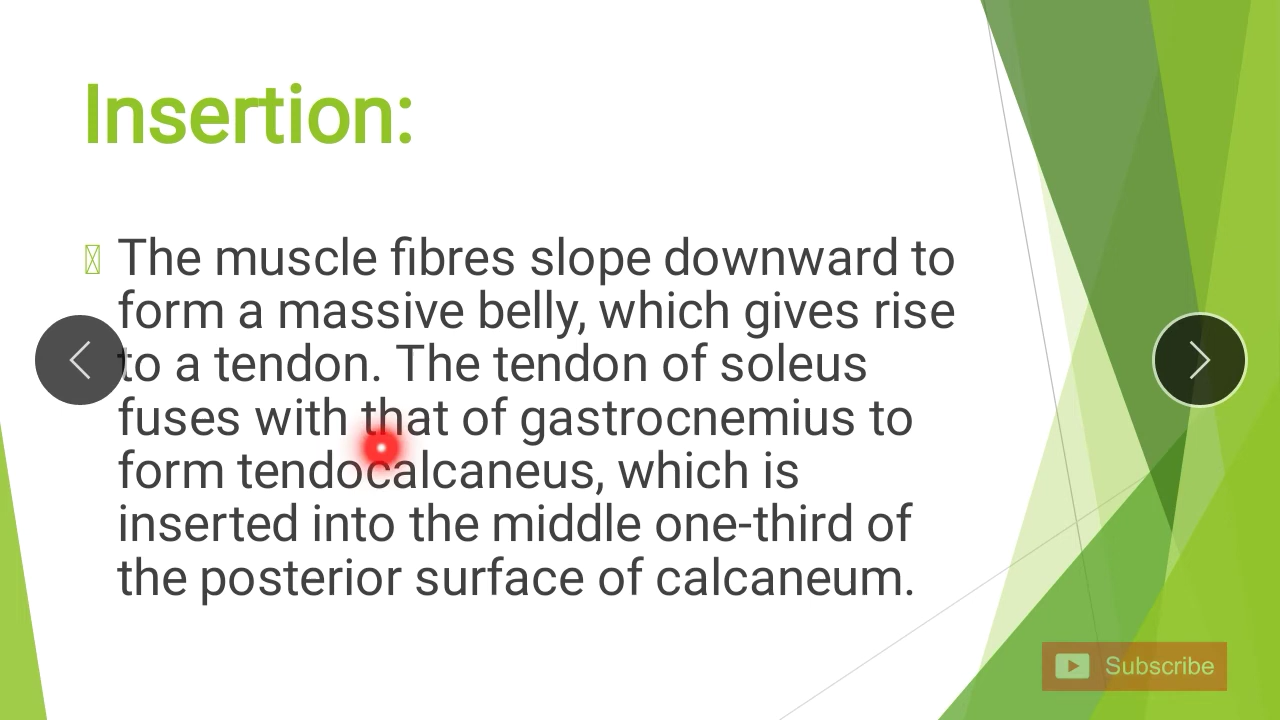 Insertion:
The muscle fibres slope downward to
form a massive belly, which gives rise
to a tendon. The tendon of soleus
fuses with that of gastrocnemius to
form tendocalcaneus, which is
inserted into the middle one-third of
the posterior surface of calcaneum.
Subscribe